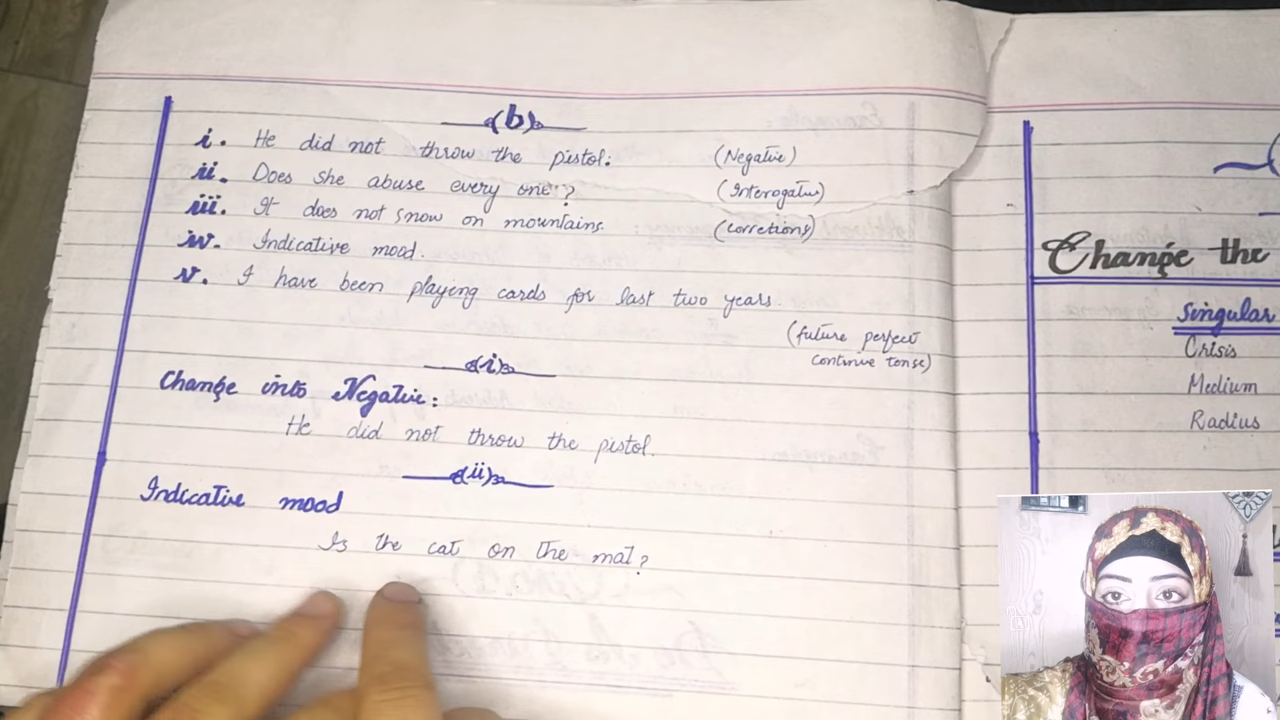 (b)
i. He did not throw the pistol. (Negative)
ii. Does she abuse every one? (Interogative)
iii. It does not snow on mountains. (corretions)
iv. Indicative mood.
v. I have been playing cards for last two years.
(future perfect
continue tense)
(i)
Change into Negative:
He did not throw the pistol.
(ii)
Indicative mood
Is the cat on the mat?
Change the
Singular
Crisis
Medium
Radius